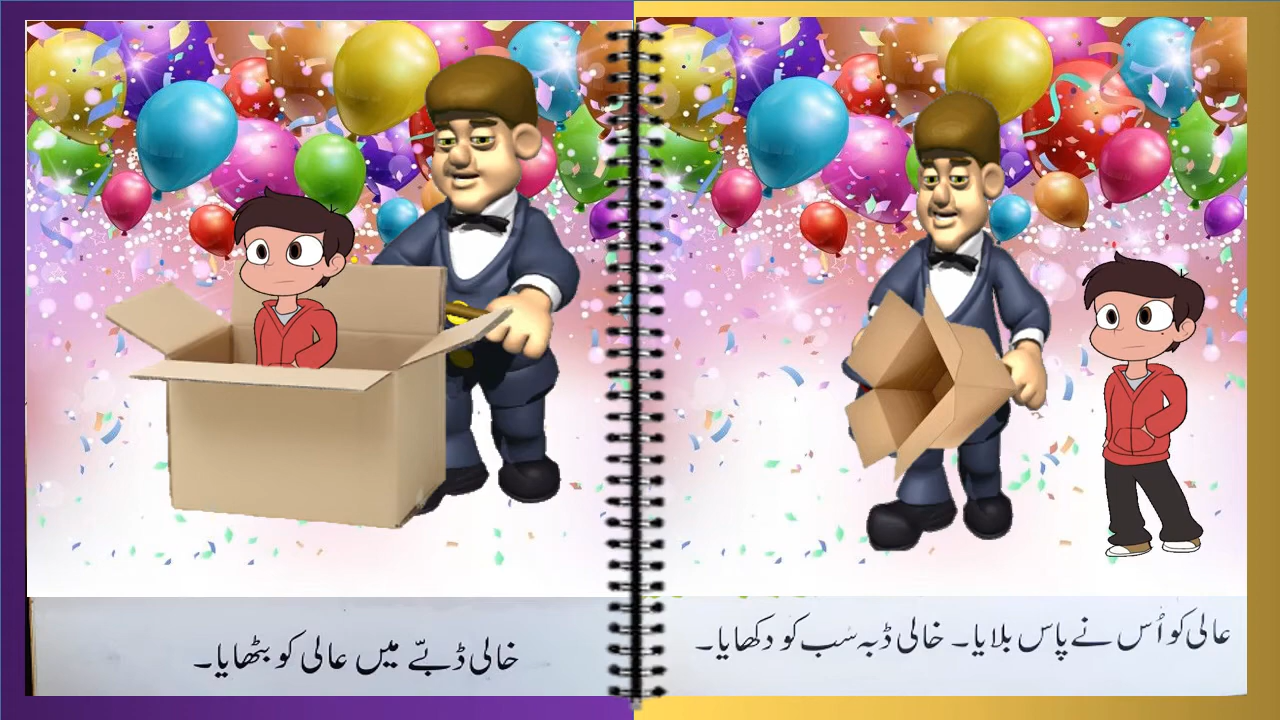 عالی کو اُس نے پاس بلایا۔ خالی ڈبہ سب کو دکھایا۔
خالی ڈبّے میں عالی کو بٹھایا۔